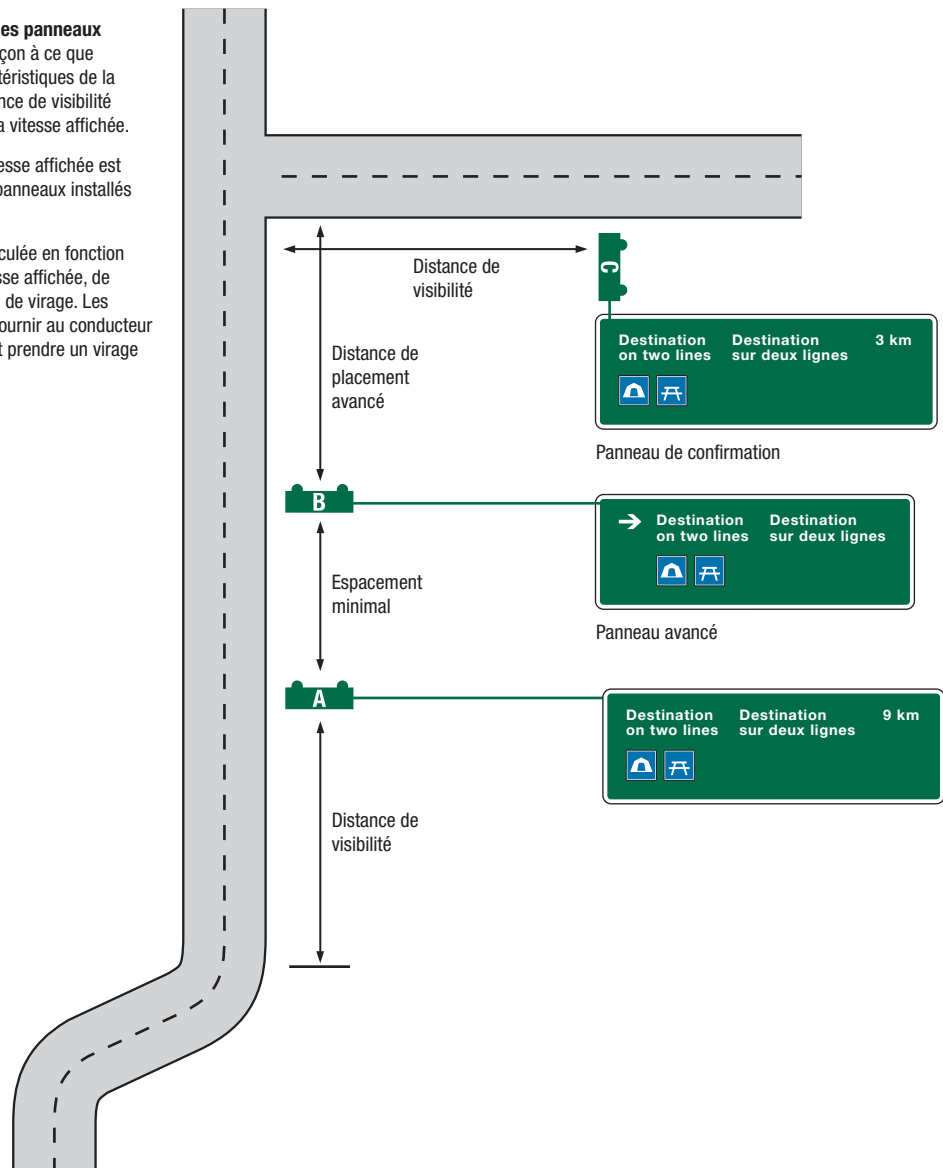 es panneaux
çon à ce que
téristiques de la
nce de visibilité
a vitesse affichée.
esse affichée est
panneaux installés
culée en fonction
sse affichée, de
de virage. Les
ournir au conducteur
t prendre un virage
Distance de
visibilité
C
Destination Destination 3 km
on two lines sur deux lignes
Panneau de confirmation
Distance de
placement
avancé
B
Destination Destination
on two lines sur deux lignes
Panneau avancé
Espacement
minimal
A
Destination Destination 9 km
on two lines sur deux lignes
Distance de
visibilité